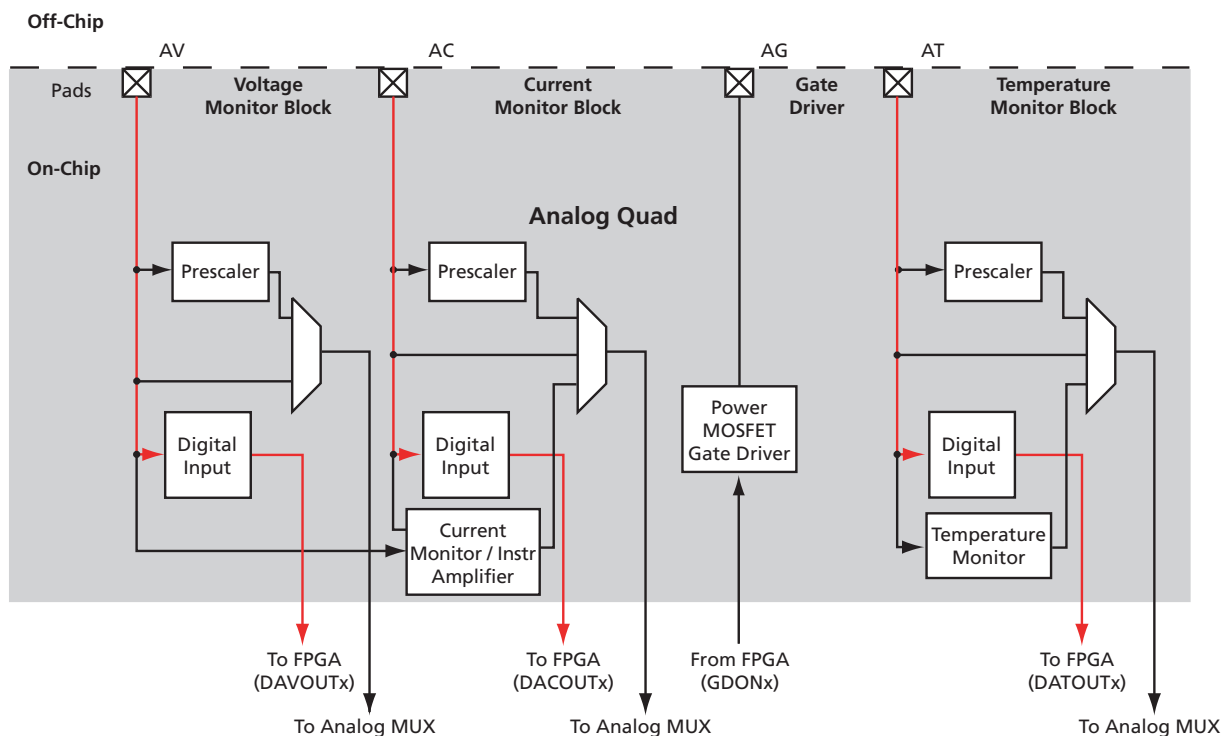 Off-Chip
AV
AC
AG
AT
Pads
Voltage
Monitor Block
Current
Monitor Block
Gate
Driver
Temperature
Monitor Block
On-Chip
Analog Quad
Prescaler
Prescaler
Prescaler
Digital
Input
Digital
Input
Power
MOSFET
Gate Driver
Digital
Input
Current
Monitor / Instr
Amplifier
Temperature
Monitor
To FPGA
(DAVOUTx)
To FPGA
(DACOUTx)
From FPGA
(GDONx)
To FPGA
(DATOUTx)
To Analog MUX
To Analog MUX
To Analog MUX